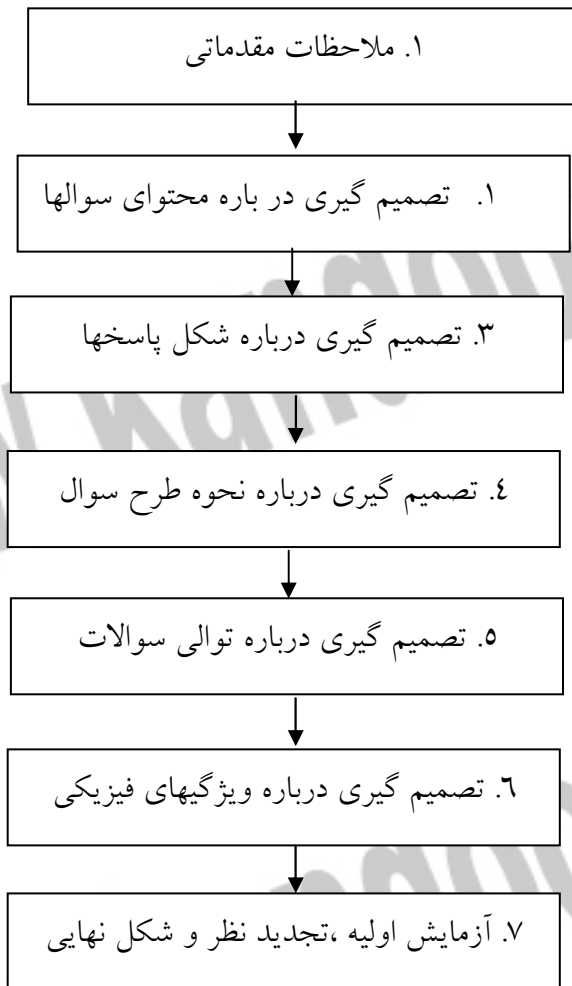 ۱. ملاحظات مقدماتی
۱. تصمیم گیری در باره محتوای سوالها
۳. تصمیم گیری درباره شکل پاسخها
٤. تصمیم گیری درباره نحوه طرح سوال
٥. تصمیم گیری درباره توالی سوالات
٦. تصمیم گیری درباره ویژگیهای فیزیکی
۷. آزمایش اولیه ،تجدید نظر و شکل نهایی